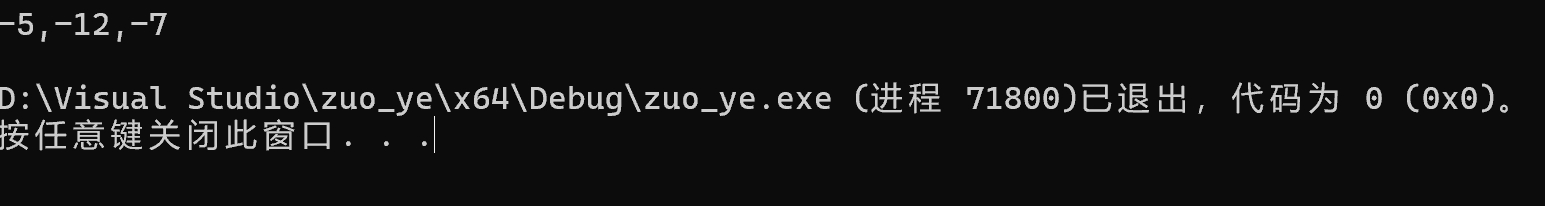 -5,-12,-7
D:\Visual Studio\zuo_ye\x64\Debug\zuo_ye.exe (进程 71800)已退出，代码为 0 (0x0)。
按任意键关闭此窗口. . .